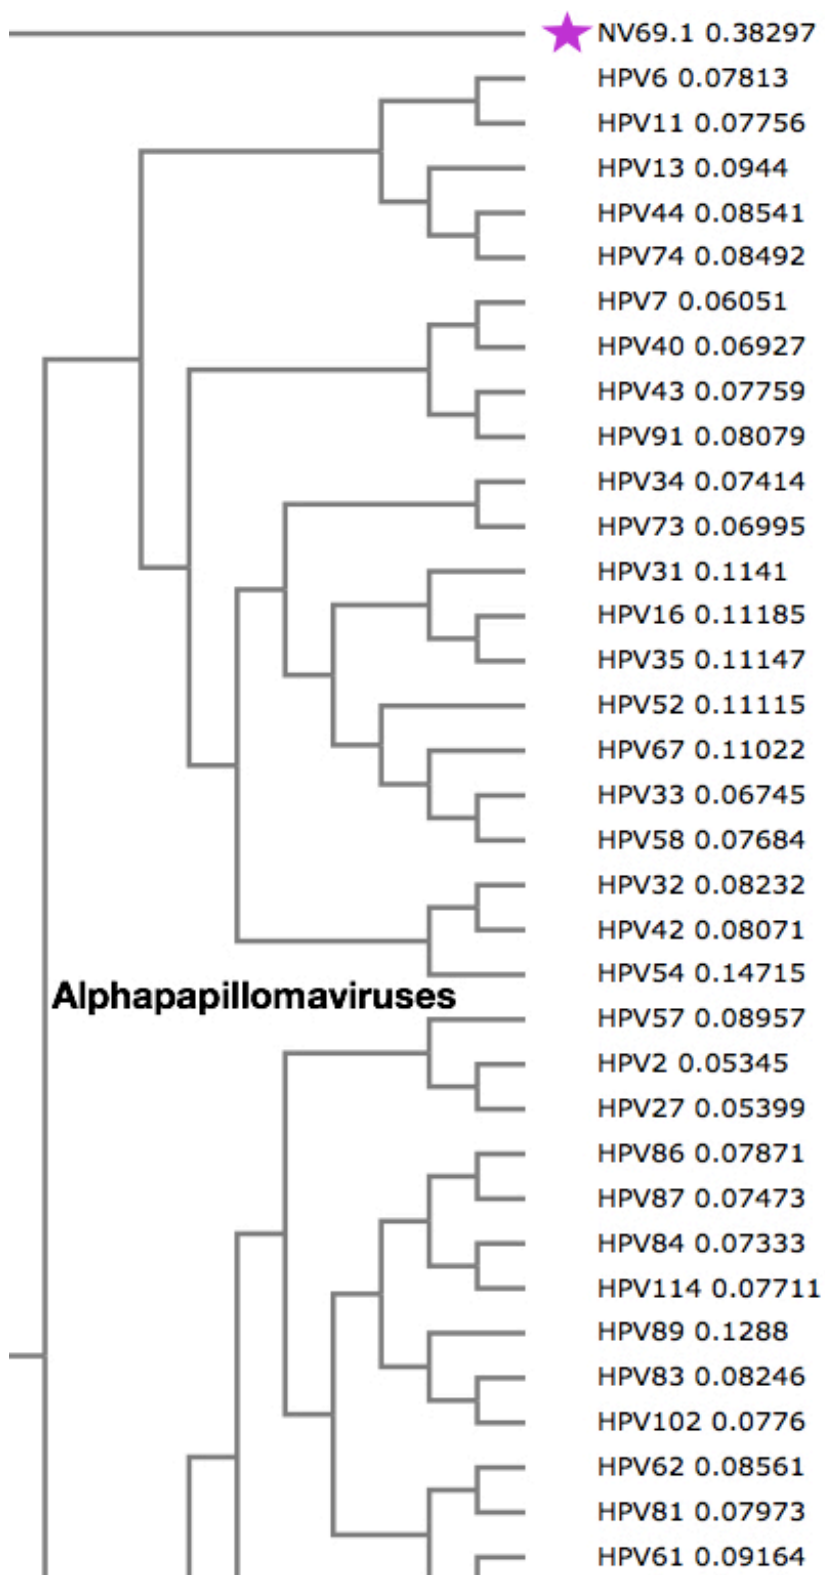 NV69.1 0.38297
HPV6 0.07813
HPV11 0.07756
HPV13 0.0944
HPV44 0.08541
HPV74 0.08492
HPV7 0.06051
HPV40 0.06927
HPV43 0.07759
HPV91 0.08079
HPV34 0.07414
HPV73 0.06995
HPV31 0.1141
HPV16 0.11185
HPV35 0.11147
HPV52 0.11115
HPV67 0.11022
HPV33 0.06745
HPV58 0.07684
HPV32 0.08232
HPV42 0.08071
HPV54 0.14715
Alphapapillomaviruses
HPV57 0.08957
HPV2 0.05345
HPV27 0.05399
HPV86 0.07871
HPV87 0.07473
HPV84 0.07333
HPV114 0.07711
HPV89 0.1288
HPV83 0.08246
HPV102 0.0776
HPV62 0.08561
HPV81 0.07973
HPV61 0.09164